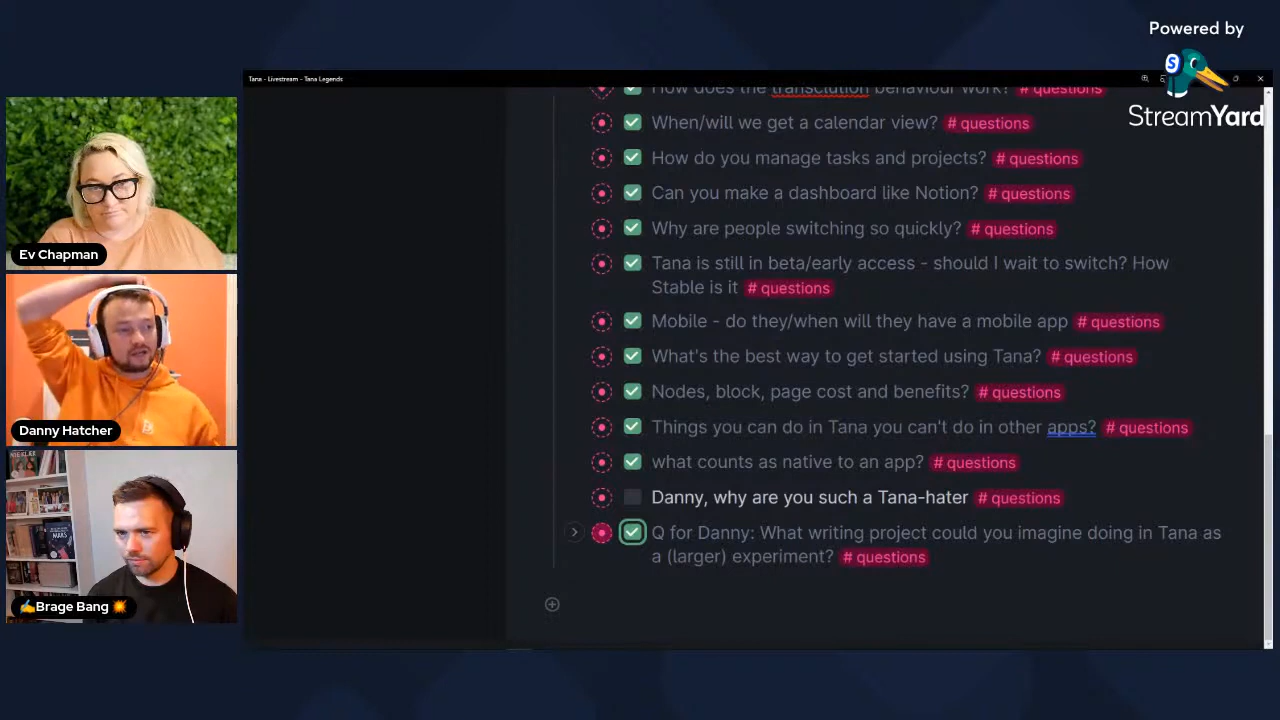 Powered by
StreamYard
Tana - Livestream - Tana Legends
How does the transclution behaviour work? # questions
When/will we get a calendar view? # questions
How do you manage tasks and projects? # questions
Can you make a dashboard like Notion? # questions
Why are people switching so quickly? # questions
Tana is still in beta/early access - should I wait to switch? How
Stable is it # questions
Mobile - do they/when will they have a mobile app # questions
What's the best way to get started using Tana? # questions
Nodes, block, page cost and benefits? # questions
Things you can do in Tana you can't do in other apps? # questions
what counts as native to an app? # questions
Danny, why are you such a Tana-hater # questions
Q for Danny: What writing project could you imagine doing in Tana as
a (larger) experiment? # questions
Ev Chapman
Danny Hatcher
✍️Brage Bang 💥